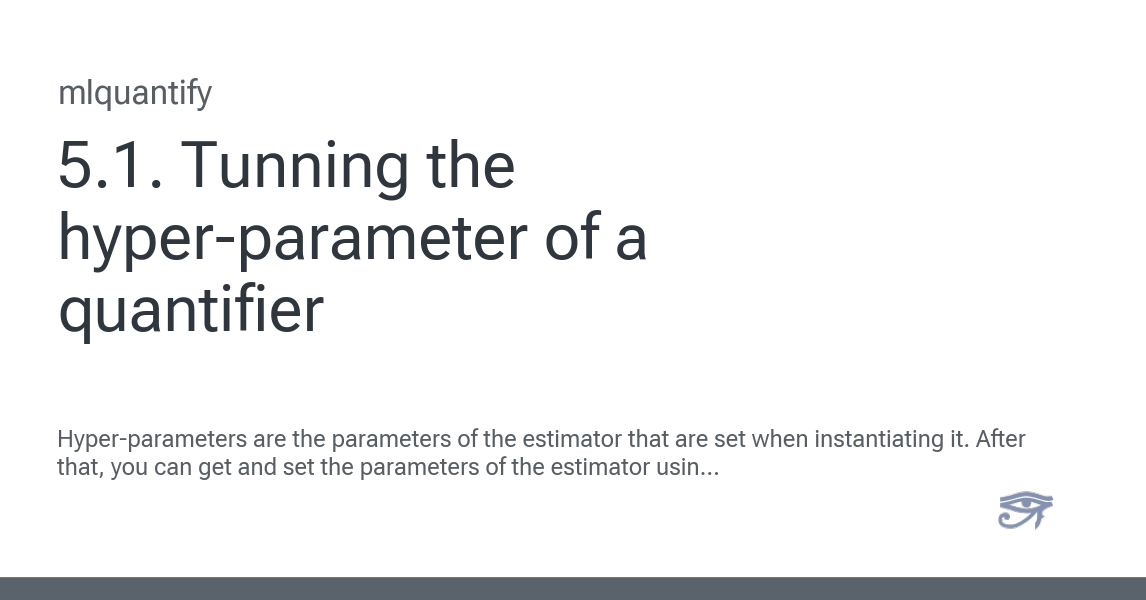 mlquantify
5.1. Tunning the
hyper-parameter of a
quantifier
Hyper-parameters are the parameters of the estimator that are set when instantiating it. After
that, you can get and set the parameters of the estimator usin...